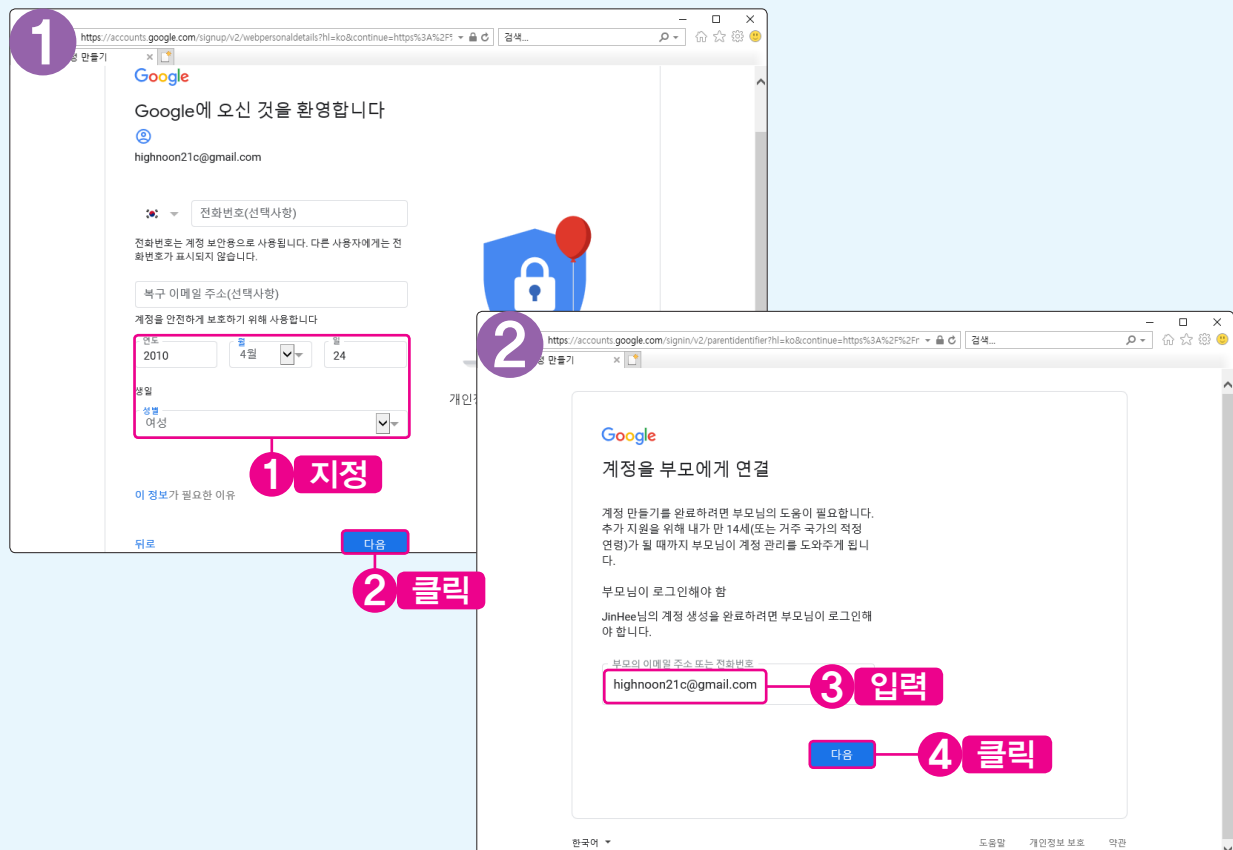 1
https://accounts.google.com/signup/v2/webpersonaldetails?hl=ko&continue=https%3A%2F%
검색...
정 만들기
Google
Google에 오신 것을 환영합니다
highnoon21c@gmail.com
전화번호(선택사항)
전화번호는 계정 보안용으로 사용됩니다. 다른 사용자에게는 전
화번호가 표시되지 않습니다.
복구 이메일 주소(선택사항)
계정을 안전하게 보호하기 위해 사용합니다
연도 월 일
2010 4월 24
생일
성별
여성
1 지정
이 정보가 필요한 이유
뒤로 다음
2 클릭
개인정
2
https://accounts.google.com/signin/v2/parentidentifier?hl=ko&continue=https%3A%2F%2Fr
검색...
정 만들기
Google
계정을 부모에게 연결
계정 만들기를 완료하려면 부모님의 도움이 필요합니다.
추가 지원을 위해 내가 만 14세(또는 거주 국가의 적정
연령)가 될 때까지 부모님이 계정 관리를 도와주게 됩니
다.
부모님이 로그인해야 함
JinHee님의 계정 생성을 완료하려면 부모님이 로그인해
야 합니다.
부모의 이메일 주소 또는 전화번호
highnoon21c@gmail.com
3 입력
다음
4 클릭
한국어 도움말 개인정보 보호 약관